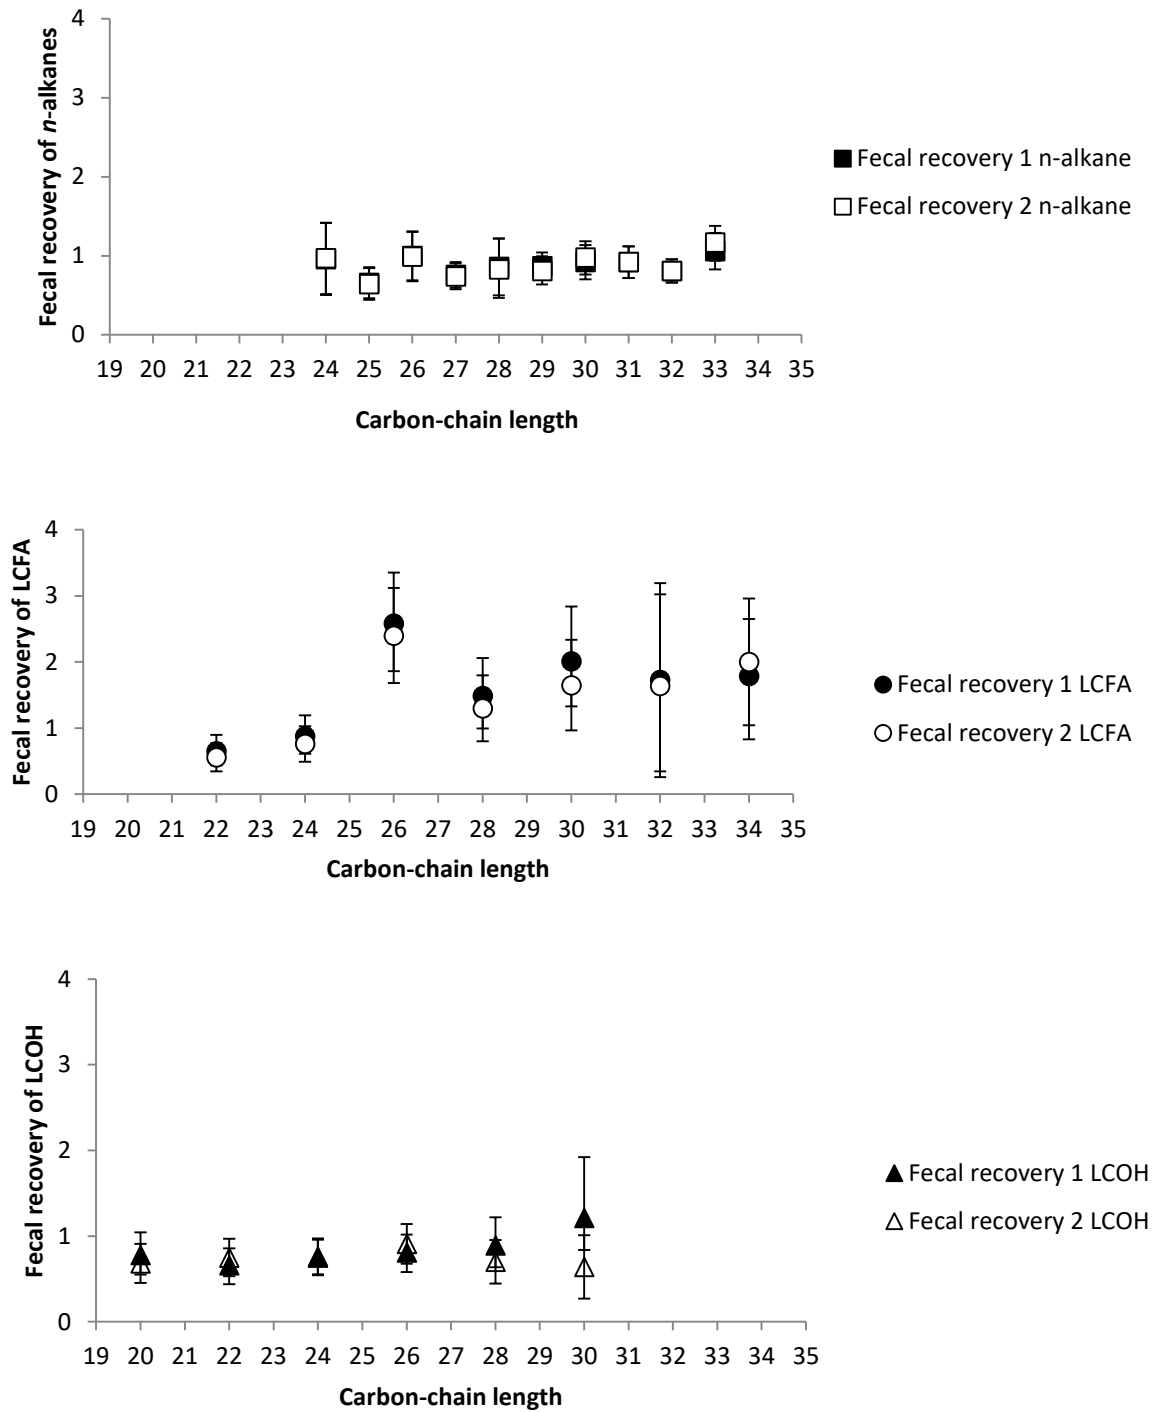 Fecal recovery of n-alkanes
4
3
2
1
0
19 20 21 22 23 24 25 26 27 28 29 30 31 32 33 34 35
Carbon-chain length
Fecal recovery 1 n-alkane
Fecal recovery 2 n-alkane
Fecal recovery of LCFA
4
3
2
1
0
19 20 21 22 23 24 25 26 27 28 29 30 31 32 33 34 35
Carbon-chain length
Fecal recovery 1 LCFA
Fecal recovery 2 LCFA
Fecal recovery of LCOH
4
3
2
1
0
19 20 21 22 23 24 25 26 27 28 29 30 31 32 33 34 35
Carbon-chain length
Fecal recovery 1 LCOH
Fecal recovery 2 LCOH